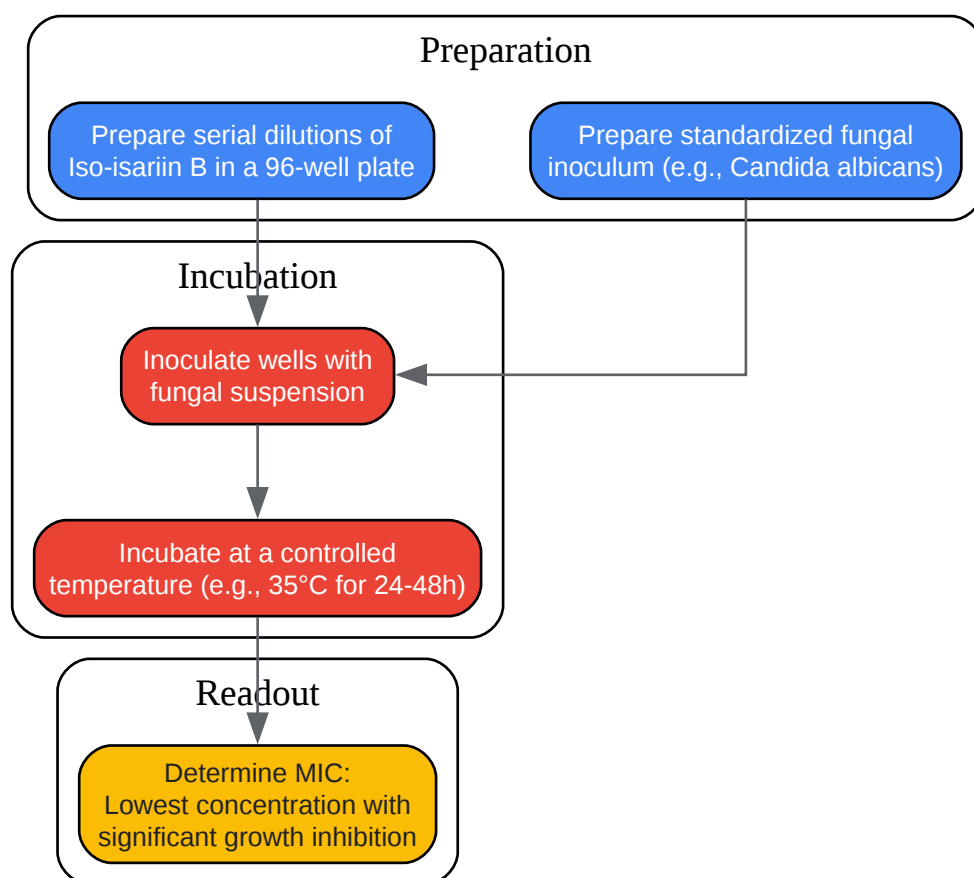 Preparation
Prepare serial dilutions of
Iso-isariin B in a 96-well plate
Prepare standardized fungal
inoculum (e.g., Candida albicans)
Incubation
Inoculate wells with
fungal suspension
Incubate at a controlled
temperature (e.g., 35°C for 24-48h)
Readout
Determine MIC:
Lowest concentration with
significant growth inhibition